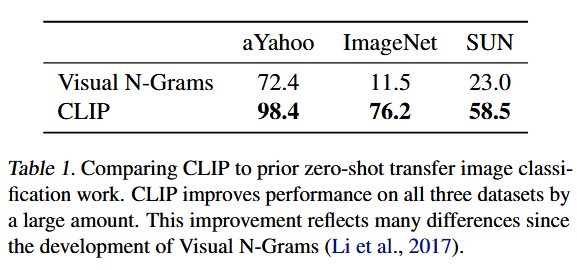 aYahoo ImageNet SUN
Visual N-Grams 72.4 11.5 23.0
CLIP 98.4 76.2 58.5
Table 1. Comparing CLIP to prior zero-shot transfer image classi-
fication work. CLIP improves performance on all three datasets by
a large amount. This improvement reflects many differences since
the development of Visual N-Grams (Li et al., 2017).